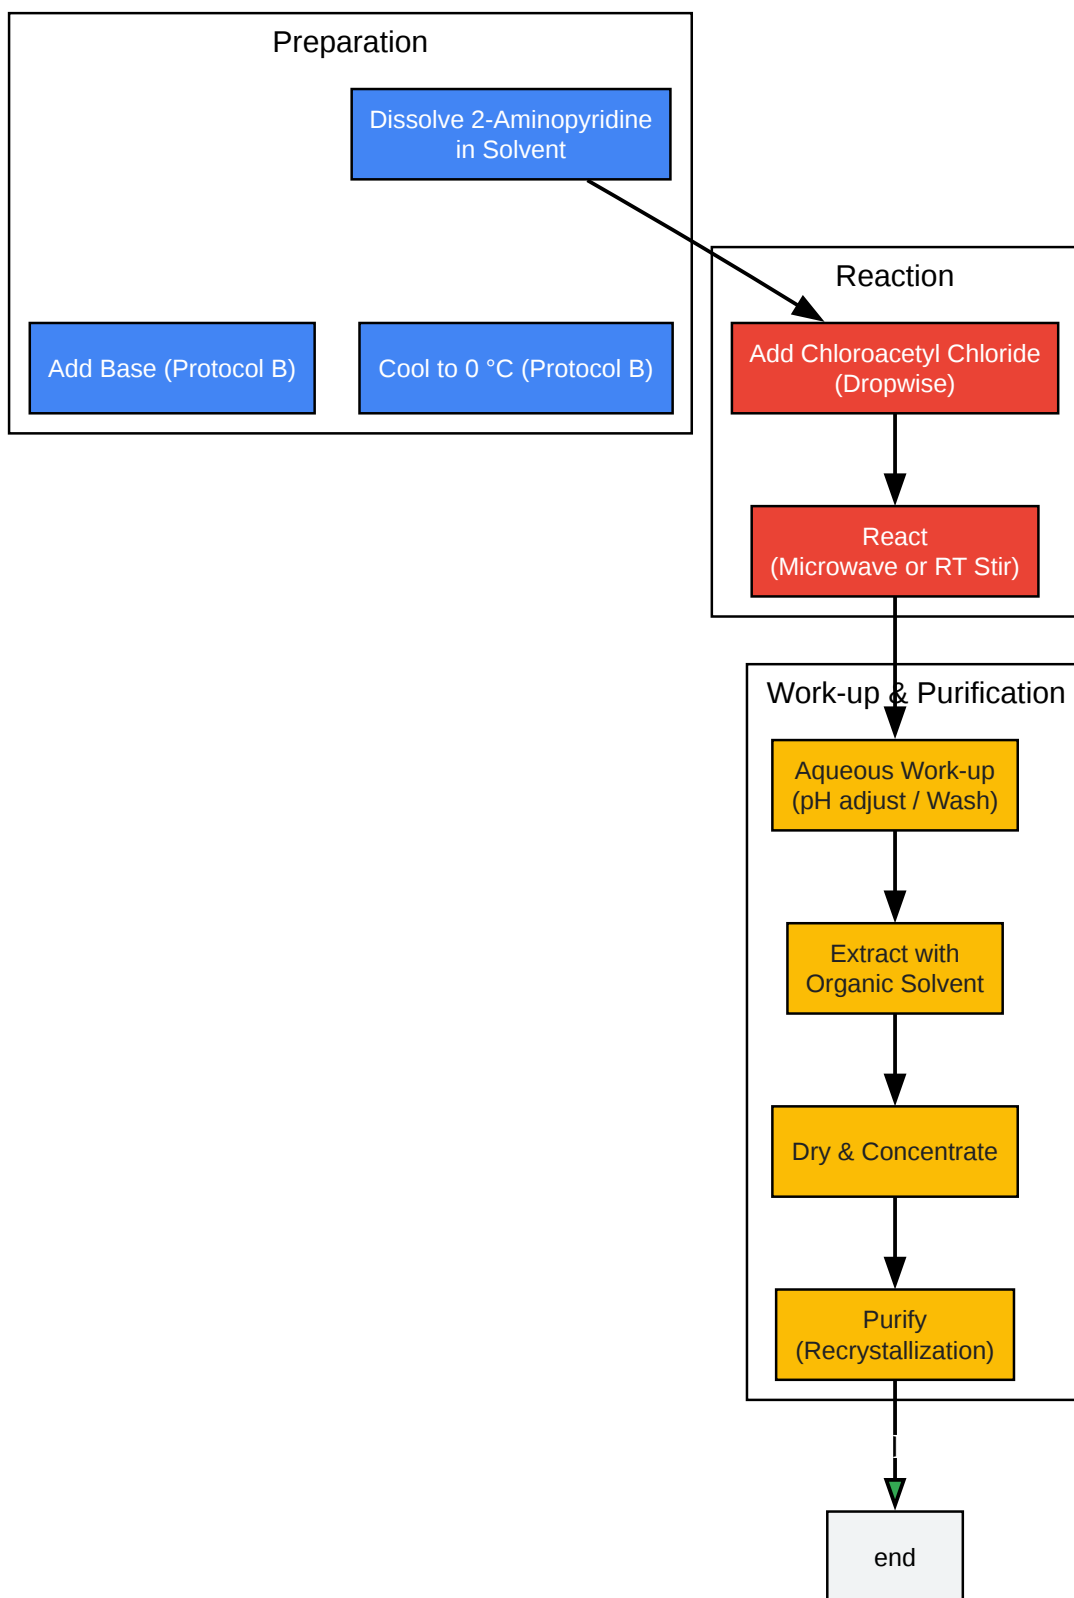 Preparation
Dissolve 2-Aminopyridine
in Solvent
Add Base (Protocol B)
Cool to 0 °C (Protocol B)
Reaction
Add Chloroacetyl Chloride
(Dropwise)
React
(Microwave or RT Stir)
Work-up & Purification
Aqueous Work-up
(pH adjust / Wash)
Extract with
Organic Solvent
Dry & Concentrate
Purify
(Recrystallization)
end